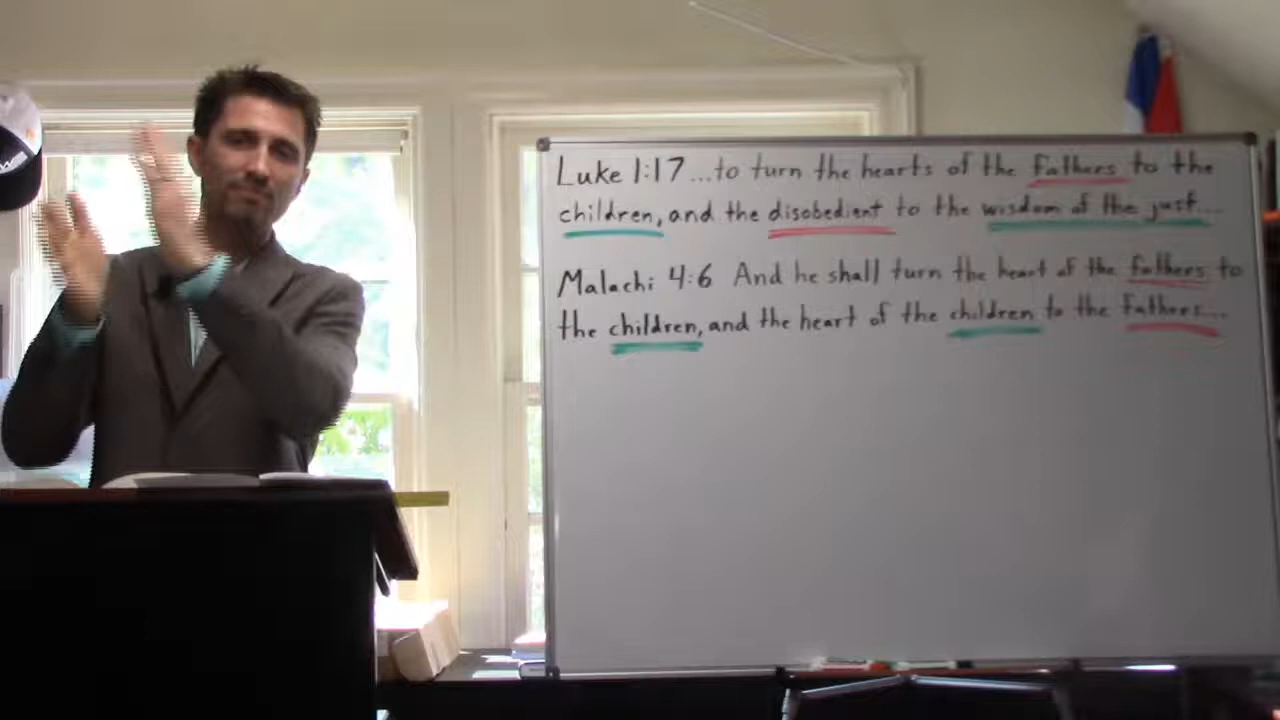 Luke 1:17 ...to turn the hearts of the fathers to the
children, and the disobedient to the wisdom of the just...
Malachi 4:6 And he shall turn the heart of the fathers to
the children, and the heart of the children to the fathers...